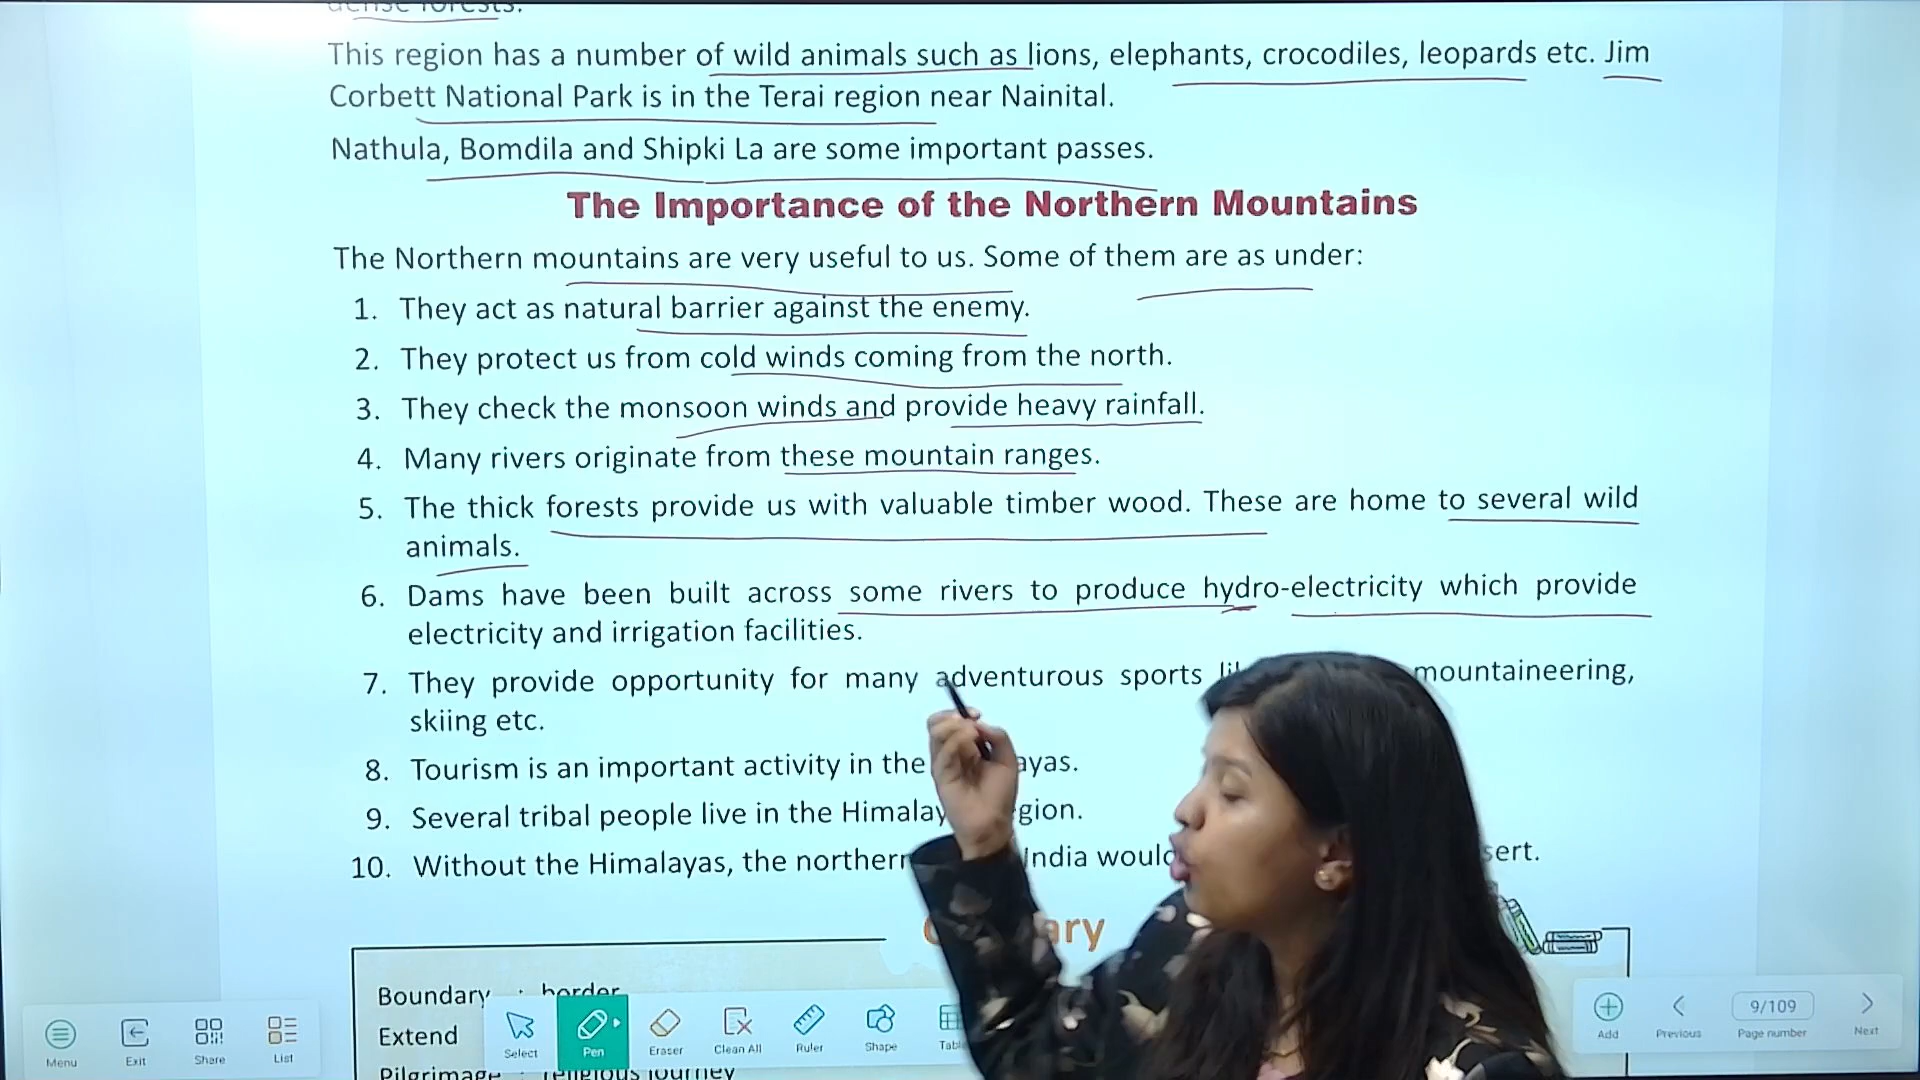 dense forests.
This region has a number of wild animals such as lions, elephants, crocodiles, leopards etc. Jim
Corbett National Park is in the Terai region near Nainital.
Nathula, Bomdila and Shipki La are some important passes.
The Importance of the Northern Mountains
The Northern mountains are very useful to us. Some of them are as under:
1. They act as natural barrier against the enemy.
2. They protect us from cold winds coming from the north.
3. They check the monsoon winds and provide heavy rainfall.
4. Many rivers originate from these mountain ranges.
5. The thick forests provide us with valuable timber wood. These are home to several wild
animals.
6. Dams have been built across some rivers to produce hydro-electricity which provide
electricity and irrigation facilities.
7. They provide opportunity for many adventurous sports mountaineering,
skiing etc.
8. Tourism is an important activity in the
9. Several tribal people live in the
10. Without the Himalayas, the India
Boundary : border
Extend
Pilgrimage : religious journey
Menu Exit Share List Select Pen Eraser Clean All Ruler Shape
Add Previous 9/109 Page number Next